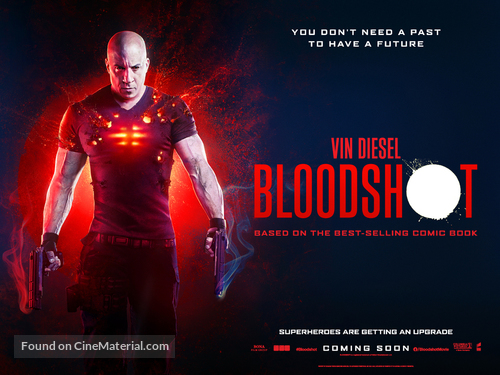 YOU DON'T NEED A PAST
TO HAVE A FUTURE
VIN DIESEL
BLOODSHOT
BASED ON THE BEST-SELLING COMIC BOOK
SUPERHEROES ARE GETTING AN UPGRADE
COMING SOON
Found on CineMaterial.com